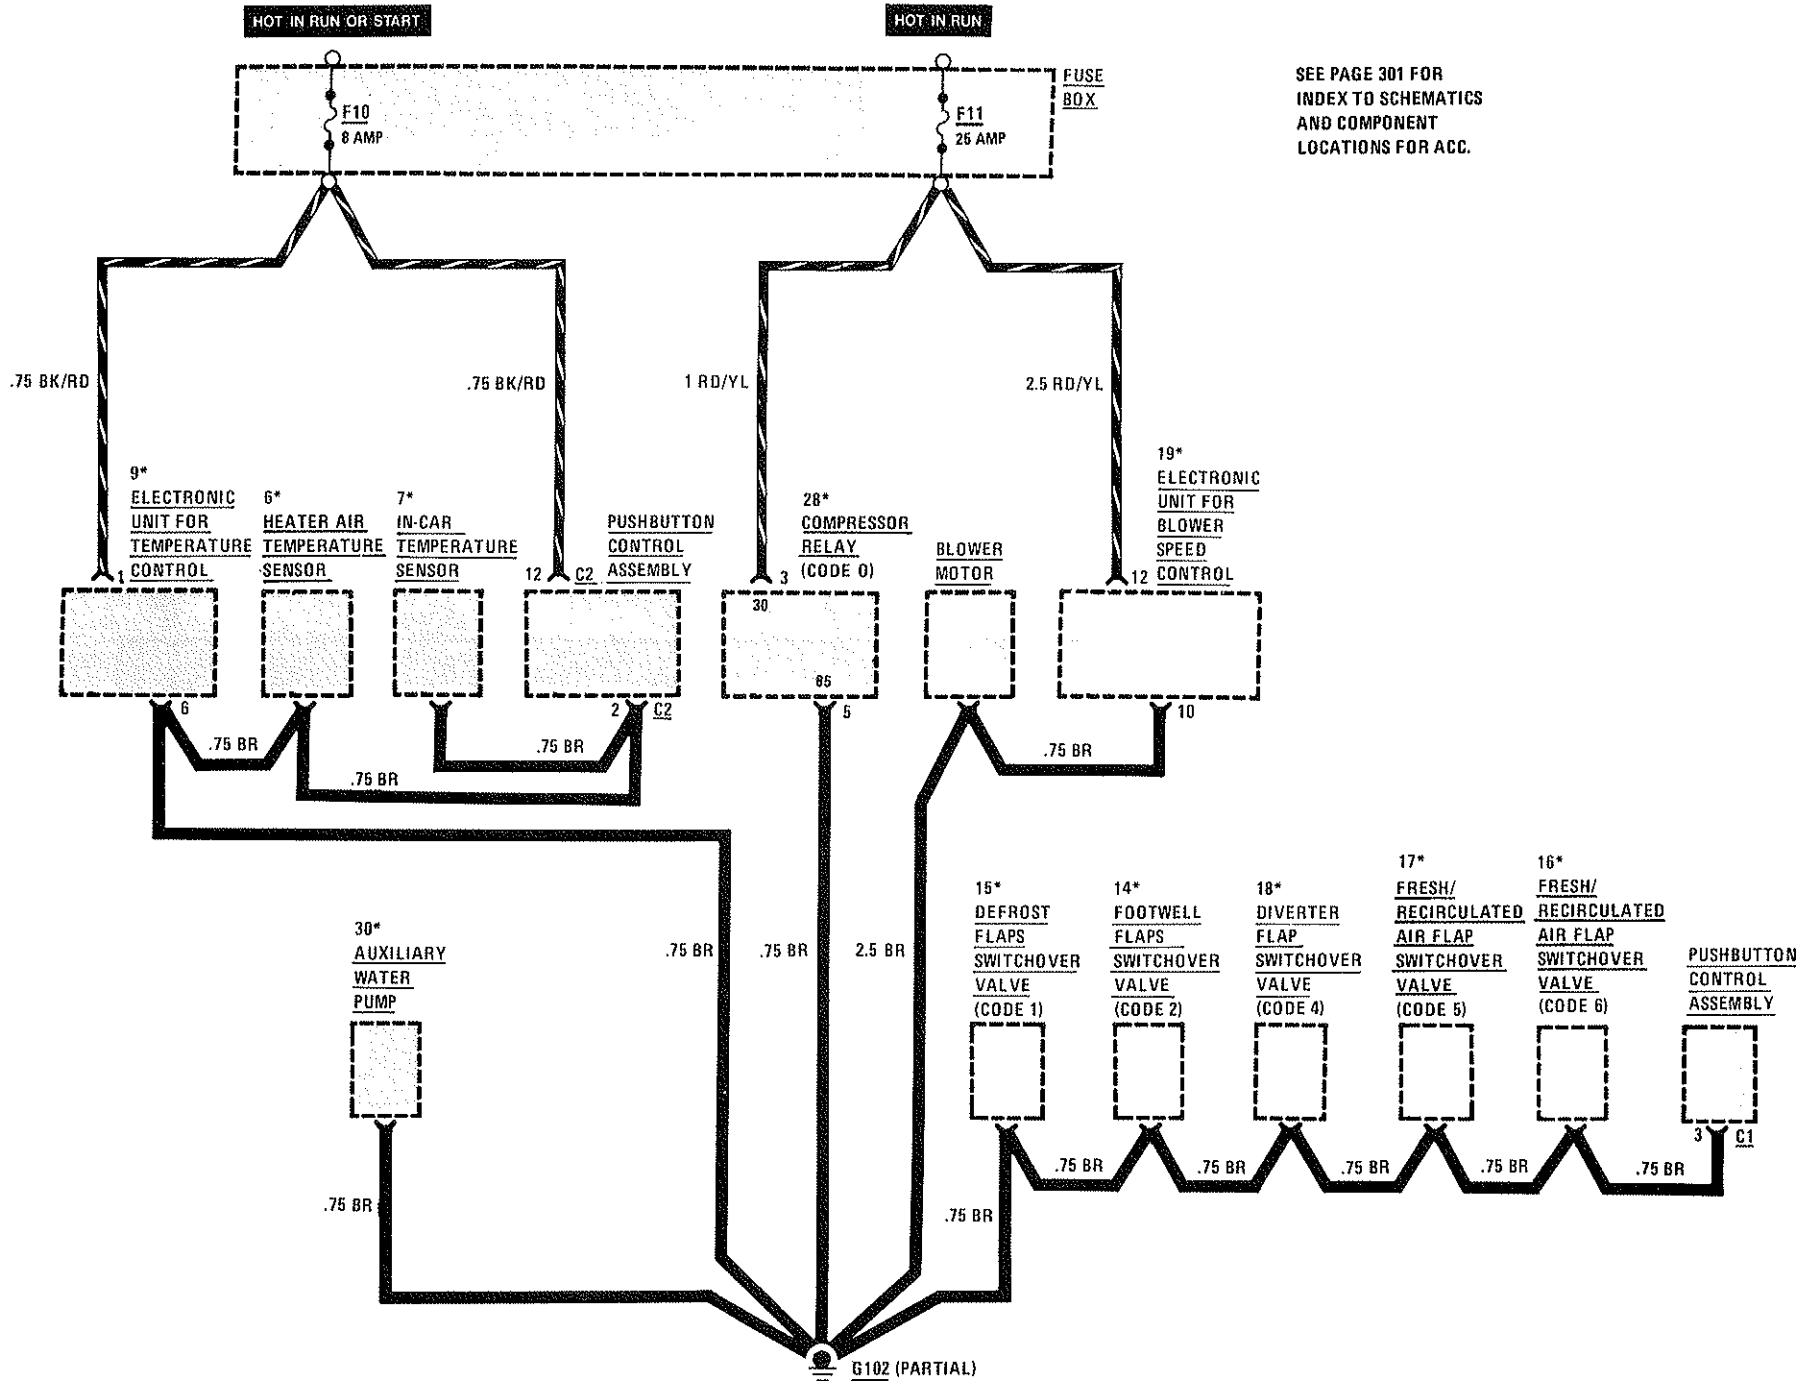 HOT IN RUN OR START
HOT IN RUN
FUSE
BOX
F10
8 AMP
F11
25 AMP
SEE PAGE 301 FOR
INDEX TO SCHEMATICS
AND COMPONENT
LOCATIONS FOR ACC.
.75 BK/RD
.75 BK/RD
1 RD/YL
2.5 RD/YL
9*
ELECTRONIC
UNIT FOR
TEMPERATURE
CONTROL
1
6*
HEATER AIR
TEMPERATURE
SENSOR
7*
IN-CAR
TEMPERATURE
SENSOR
12
C2
PUSHBUTTON
CONTROL
ASSEMBLY
28*
COMPRESSOR
RELAY
(CODE 0)
3
30
85
BLOWER
MOTOR
19*
ELECTRONIC
UNIT FOR
BLOWER
SPEED
CONTROL
12
6
2
C2
5
10
.75 BR
.75 BR
.75 BR
.75 BR
30*
AUXILIARY
WATER
PUMP
.75 BR
.75 BR
2.5 BR
15*
DEFROST
FLAPS
SWITCHOVER
VALVE
(CODE 1)
14*
FOOTWELL
FLAPS
SWITCHOVER
VALVE
(CODE 2)
18*
DIVERTER
FLAP
SWITCHOVER
VALVE
(CODE 4)
17*
FRESH/
RECIRCULATED
AIR FLAP
SWITCHOVER
VALVE
(CODE 5)
16*
FRESH/
RECIRCULATED
AIR FLAP
SWITCHOVER
VALVE
(CODE 6)
PUSHBUTTON
CONTROL
ASSEMBLY
3
C1
.75 BR
.75 BR
.75 BR
.75 BR
.75 BR
.75 BR
.75 BR
G102 (PARTIAL)